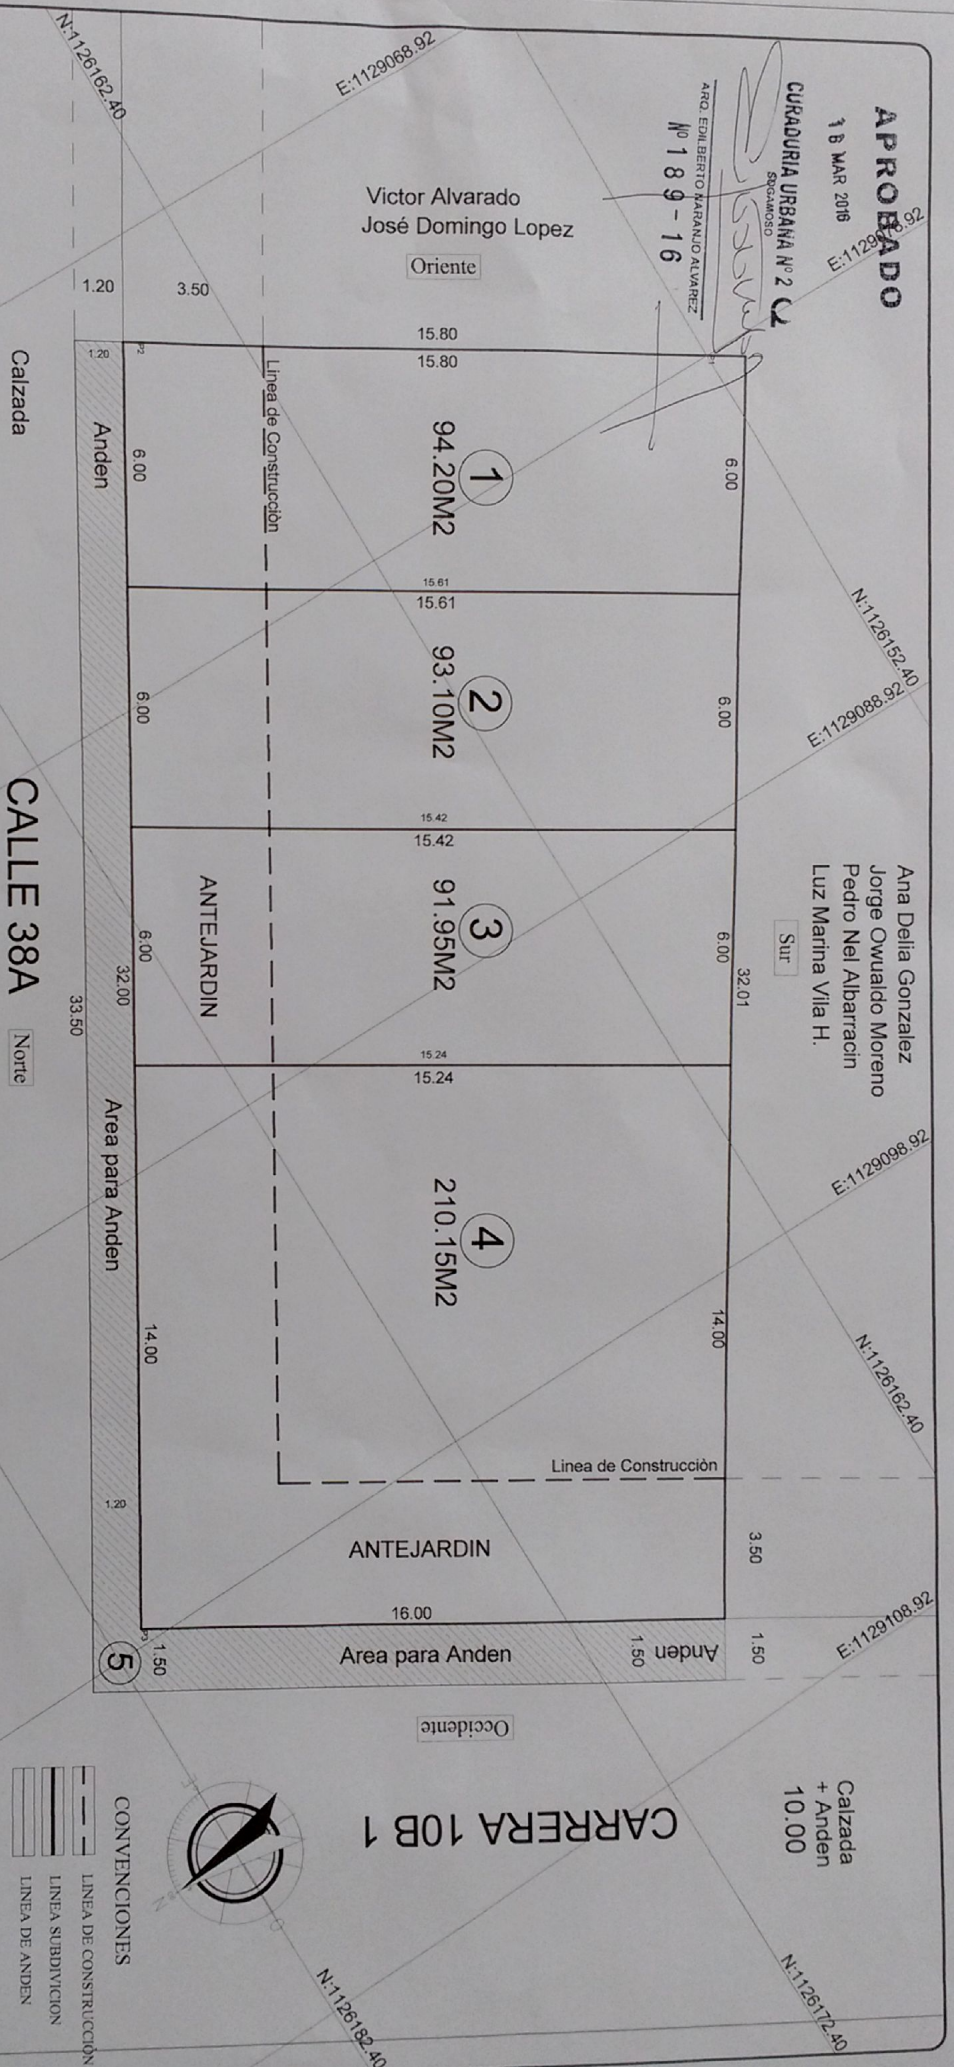 APROBADO
CURADURIA URBANA Nº 2
SOGAMOSO
ARQ. EDILBERTO NARANJO ALVAREZ
Nº 189-16
N:1126162.40
E:1129068.92
N:1126152.40
E:1129088.92
E:1129098.92
N:1126162.40
E:1129108.92
N:1126172.40
N:1126182.40
Victor Alvarado
José Domingo Lopez
Oriente
Ana Delia Gonzalez
Jorge Owualdo Moreno
Pedro Nel Albarracin
Luz Marina Vila H.
Sur
32.01
6.00
6.00
6.00
14.00
3.50
1.50
15.80
15.80
1
94.20M2
15.61
15.61
2
93.10M2
15.42
15.42
3
91.95M2
15.24
15.24
4
210.15M2
16.00
Linea de Construcciòn
Linea de Construcciòn
ANTEJARDIN
ANTEJARDIN
3.50
1.20
1.20
P2
6.00
6.00
6.00
32.00
14.00
P3
1.50
Anden
Area para Anden
1.20
5
33.50
Calzada
CALLE 38A
Norte
Area para Anden
1.50
Anden
Occidente
CARRERA 10B 1
Calzada
+ Anden
10.00
CONVENCIONES
LINEA DE CONSTRUCCIÒN
LINEA SUBDIVICION
LINEA DE ANDEN